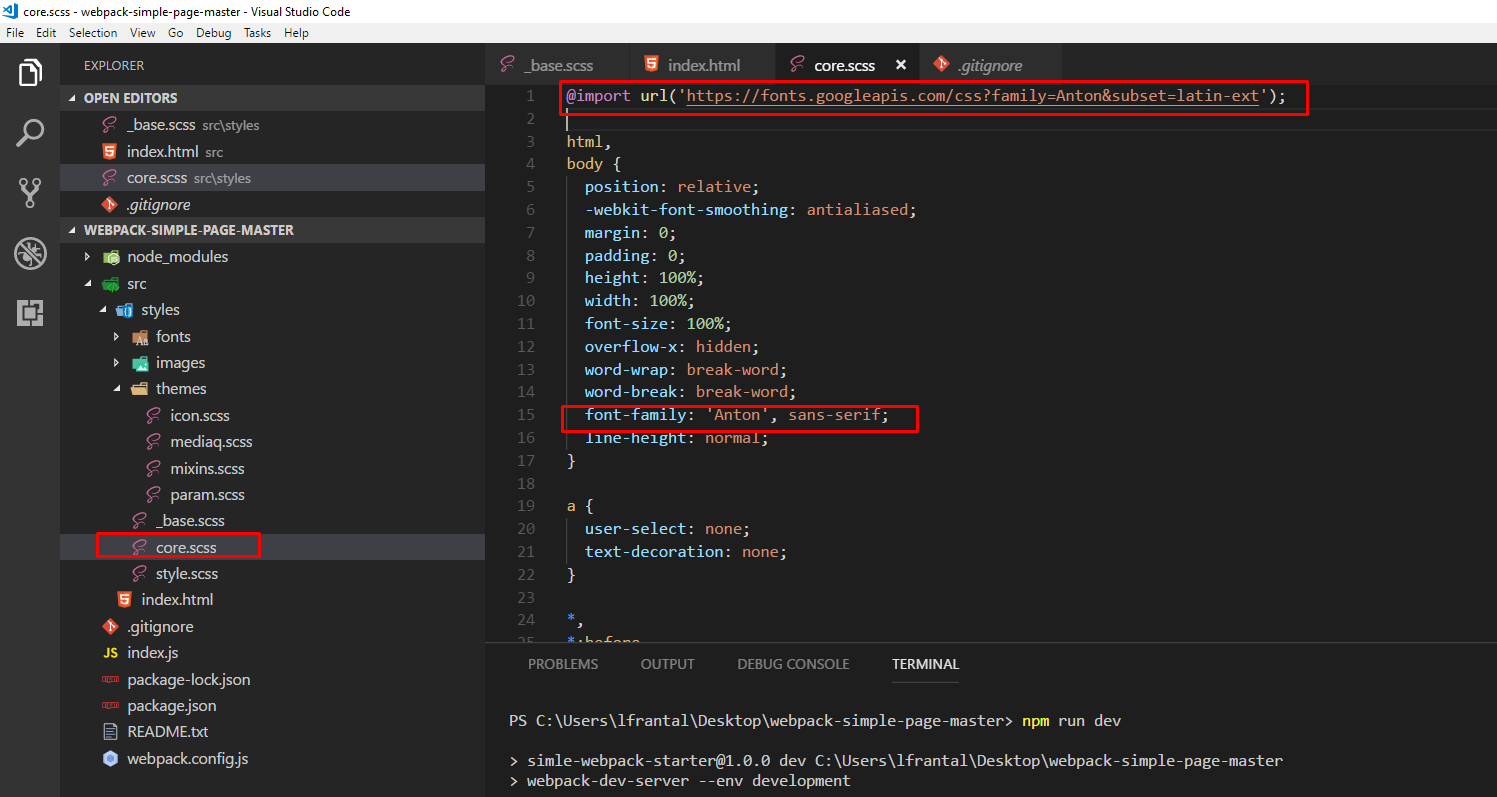 core.scss - webpack-simple-page-master - Visual Studio Code
File Edit Selection View Go Debug Tasks Help
EXPLORER
OPEN EDITORS
_base.scss src\styles
index.html src
core.scss src\styles
.gitignore
WEBPACK-SIMPLE-PAGE-MASTER
node_modules
src
styles
fonts
images
themes
icon.scss
mediaq.scss
mixins.scss
param.scss
_base.scss
core.scss
style.scss
index.html
.gitignore
JS index.js
package-lock.json
package.json
README.txt
webpack.config.js
_base.scss index.html core.scss × .gitignore
1 @import url('https://fonts.googleapis.com/css?family=Anton&subset=latin-ext');
2
3 html,
4 body {
5 position: relative;
6 -webkit-font-smoothing: antialiased;
7 margin: 0;
8 padding: 0;
9 height: 100%;
10 width: 100%;
11 font-size: 100%;
12 overflow-x: hidden;
13 word-wrap: break-word;
14 word-break: break-word;
15 font-family: 'Anton', sans-serif;
16 line-height: normal;
17 }
18
19 a {
20 user-select: none;
21 text-decoration: none;
22 }
23
24 *,
25 *:before
PROBLEMS OUTPUT DEBUG CONSOLE TERMINAL
PS C:\Users\lfrantal\Desktop\webpack-simple-page-master> npm run dev
> simle-webpack-starter@1.0.0 dev C:\Users\lfrantal\Desktop\webpack-simple-page-master
> webpack-dev-server --env development